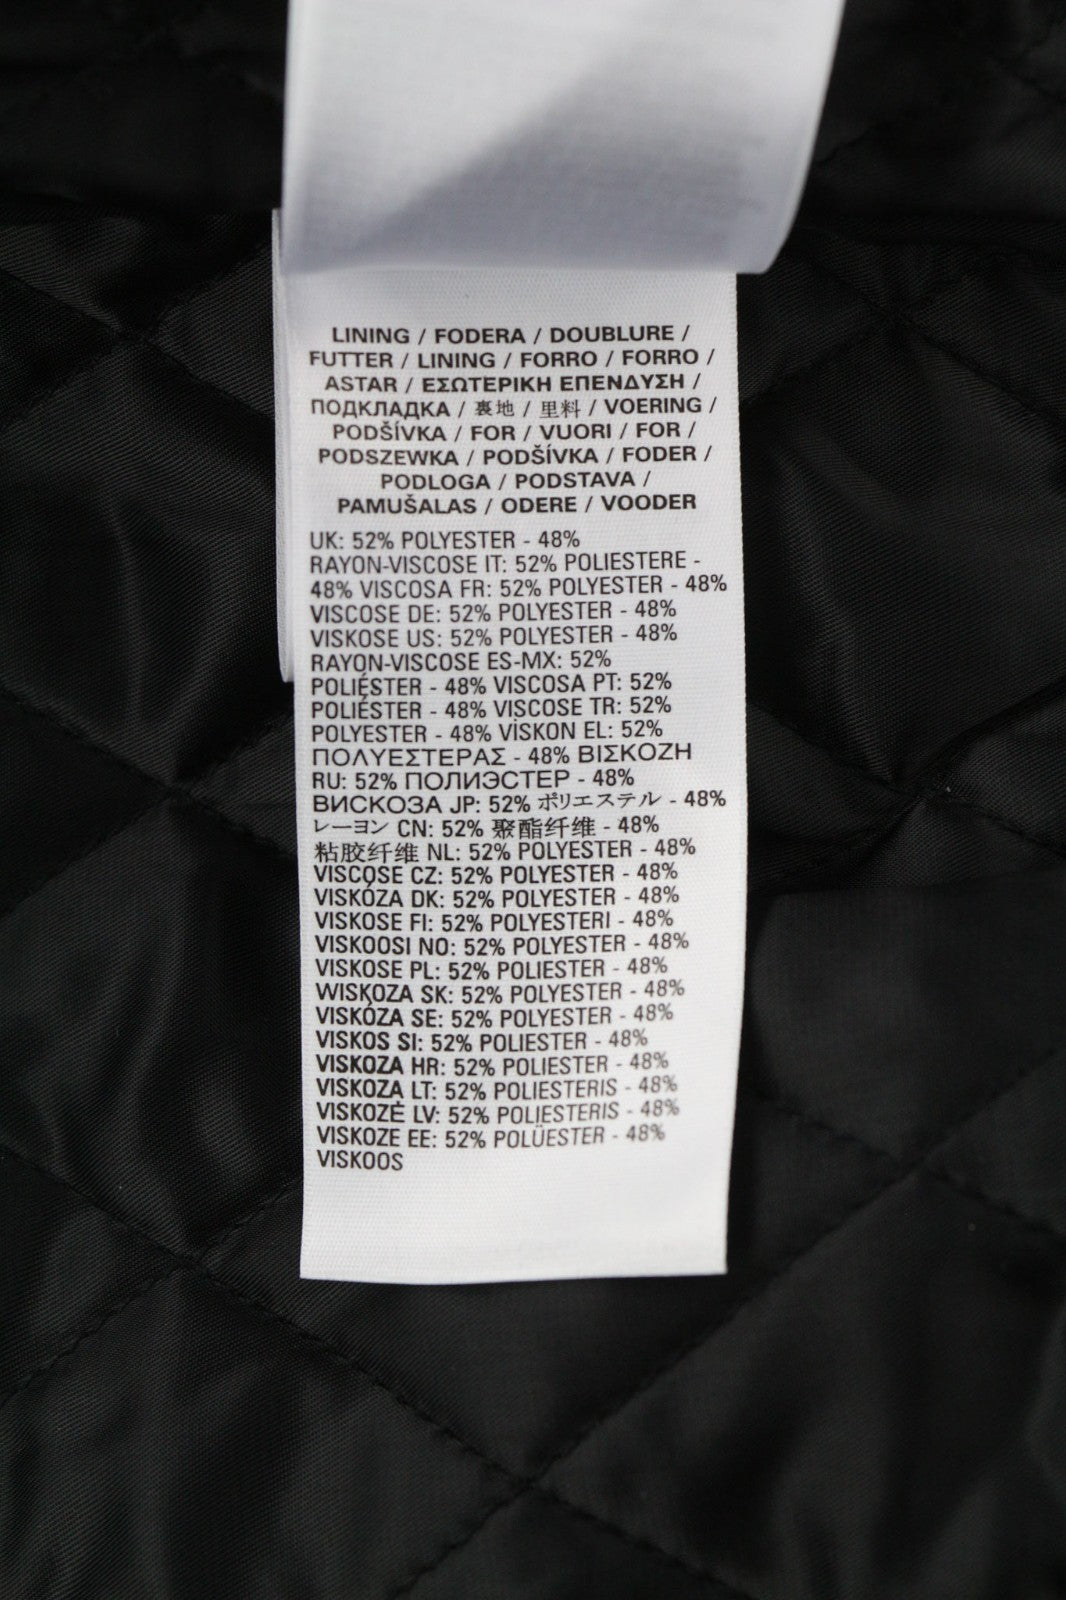 LINING / FODERA / DOUBLURE /
FUTTER / LINING / FORRO / FORRO /
ASTAR / ΕΣΩΤΕΡΙΚΗ ΕΠΕΝΔΥΣΗ /
ПОДКЛАДКА / 裏地 / 里料 / VOERING /
PODŠÍVKA / FOR / VUORI / FOR /
PODSZEWKA / PODŠÍVKA / FODER /
PODLOGA / PODSTAVA /
PAMUŠALAS / ODERE / VOODER
UK: 52% POLYESTER - 48%
RAYON-VISCOSE IT: 52% POLIESTERE -
48% VISCOSA FR: 52% POLYESTER - 48%
VISCOSE DE: 52% POLYESTER - 48%
VISKOSE US: 52% POLYESTER - 48%
RAYON-VISCOSE ES-MX: 52%
POLIÉSTER - 48% VISCOSA PT: 52%
POLIÉSTER - 48% VISCOSE TR: 52%
POLYESTER - 48% VİSKON EL: 52%
ΠΟΛΥΕΣΤΕΡΑΣ - 48% ΒΙΣΚΟΖΗ
RU: 52% ПОЛИЭСТЕР - 48%
ВИСКОЗА JP: 52% ポリエステル - 48%
レーヨン CN: 52% 聚酯纤维 - 48%
粘胶纤维 NL: 52% POLYESTER - 48%
VISCOSE CZ: 52% POLYESTER - 48%
VISKÓZA DK: 52% POLYESTER - 48%
VISKOSE FI: 52% POLYESTERI - 48%
VISKOOSI NO: 52% POLYESTER - 48%
VISKOSE PL: 52% POLIESTER - 48%
WISKOZA SK: 52% POLYESTER - 48%
VISKÓZA SE: 52% POLYESTER - 48%
VISKOS SI: 52% POLIESTER - 48%
VISKOZA HR: 52% POLIESTER - 48%
VISKOZA LT: 52% POLIESTERIS - 48%
VISKOZĖ LV: 52% POLIESTERIS - 48%
VISKOZE EE: 52% POLÜESTER - 48%
VISKOOS